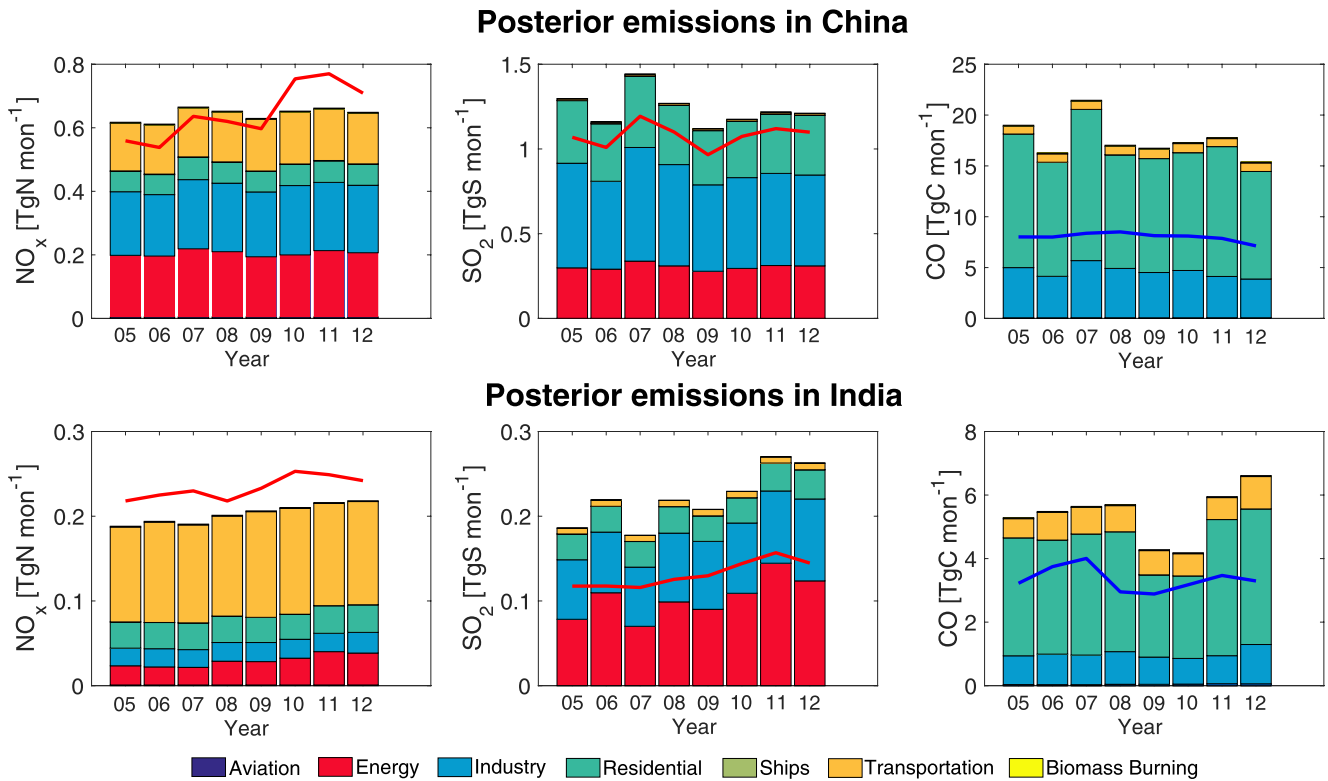 Posterior emissions in China
NOx [TgN mon-1]
0.8
0.6
0.4
0.2
0
05 06 07 08 09 10 11 12
Year
SO2 [TgS mon-1]
1.5
1
0.5
0
05 06 07 08 09 10 11 12
Year
CO [TgC mon-1]
25
20
15
10
5
0
05 06 07 08 09 10 11 12
Year
Posterior emissions in India
NOx [TgN mon-1]
0.3
0.2
0.1
0
05 06 07 08 09 10 11 12
Year
SO2 [TgS mon-1]
0.3
0.2
0.1
0
05 06 07 08 09 10 11 12
Year
CO [TgC mon-1]
8
6
4
2
0
05 06 07 08 09 10 11 12
Year
Aviation Energy Industry Residential Ships Transportation Biomass Burning